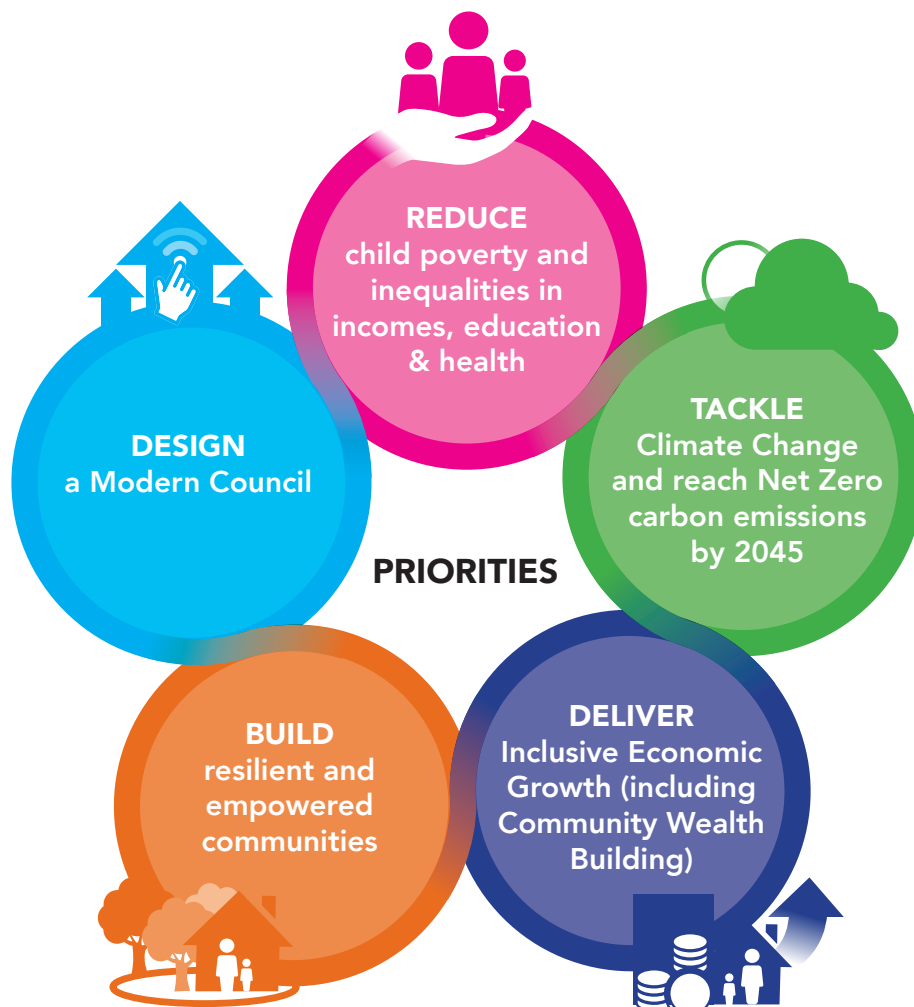 REDUCE
child poverty and
inequalities in
incomes, education
& health
TACKLE
Climate Change
and reach Net Zero
carbon emissions
by 2045
DESIGN
a Modern Council
PRIORITIES
DELIVER
Inclusive Economic
Growth (including
Community Wealth
Building)
BUILD
resilient and
empowered
communities